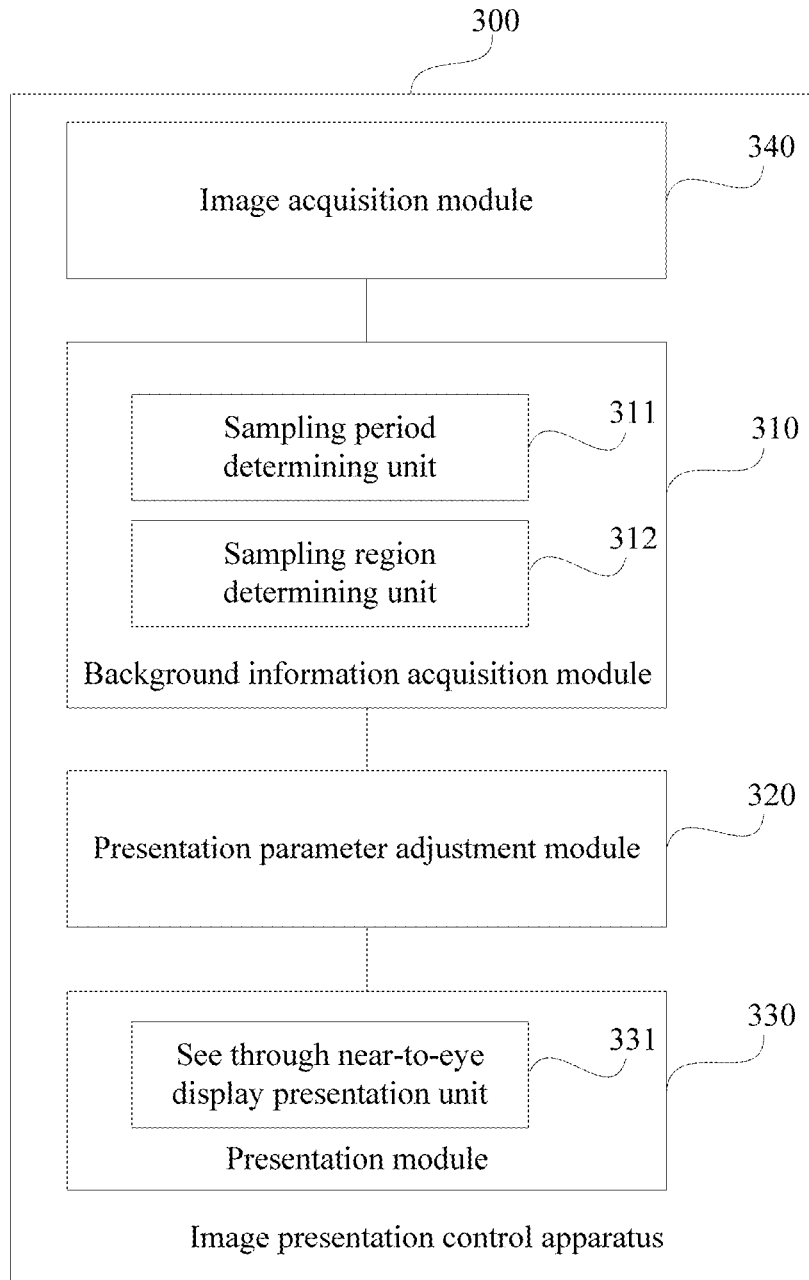 300
340
Image acquisition module
311
310
Sampling period
determining unit
312
Sampling region
determining unit
Background information acquisition module
320
Presentation parameter adjustment module
330
331
See through near-to-eye
display presentation unit
Presentation module
Image presentation control apparatus